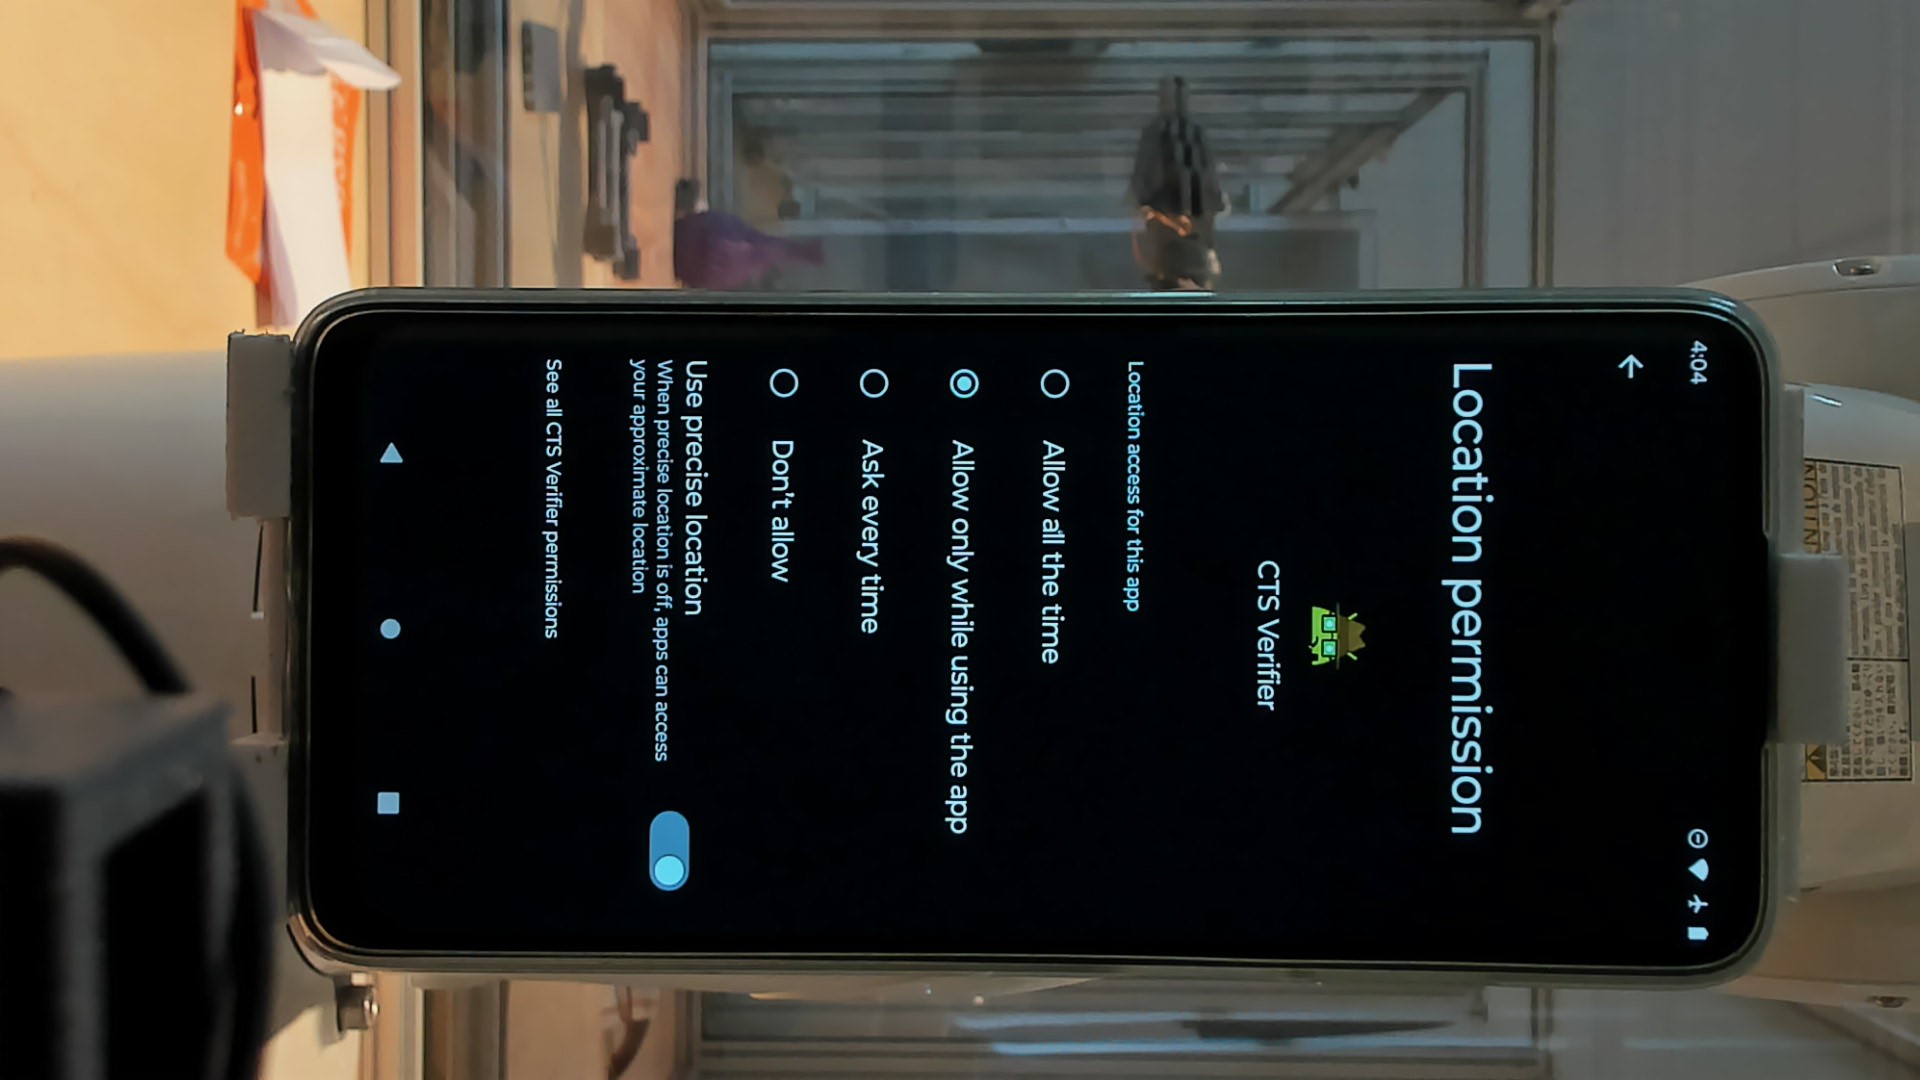 4:04
Location permission
CTS Verifier
Location access for this app
Allow all the time
Allow only while using the app
Ask every time
Don't allow
Use precise location
When precise location is off, apps can access
your approximate location
See all CTS Verifier permissions